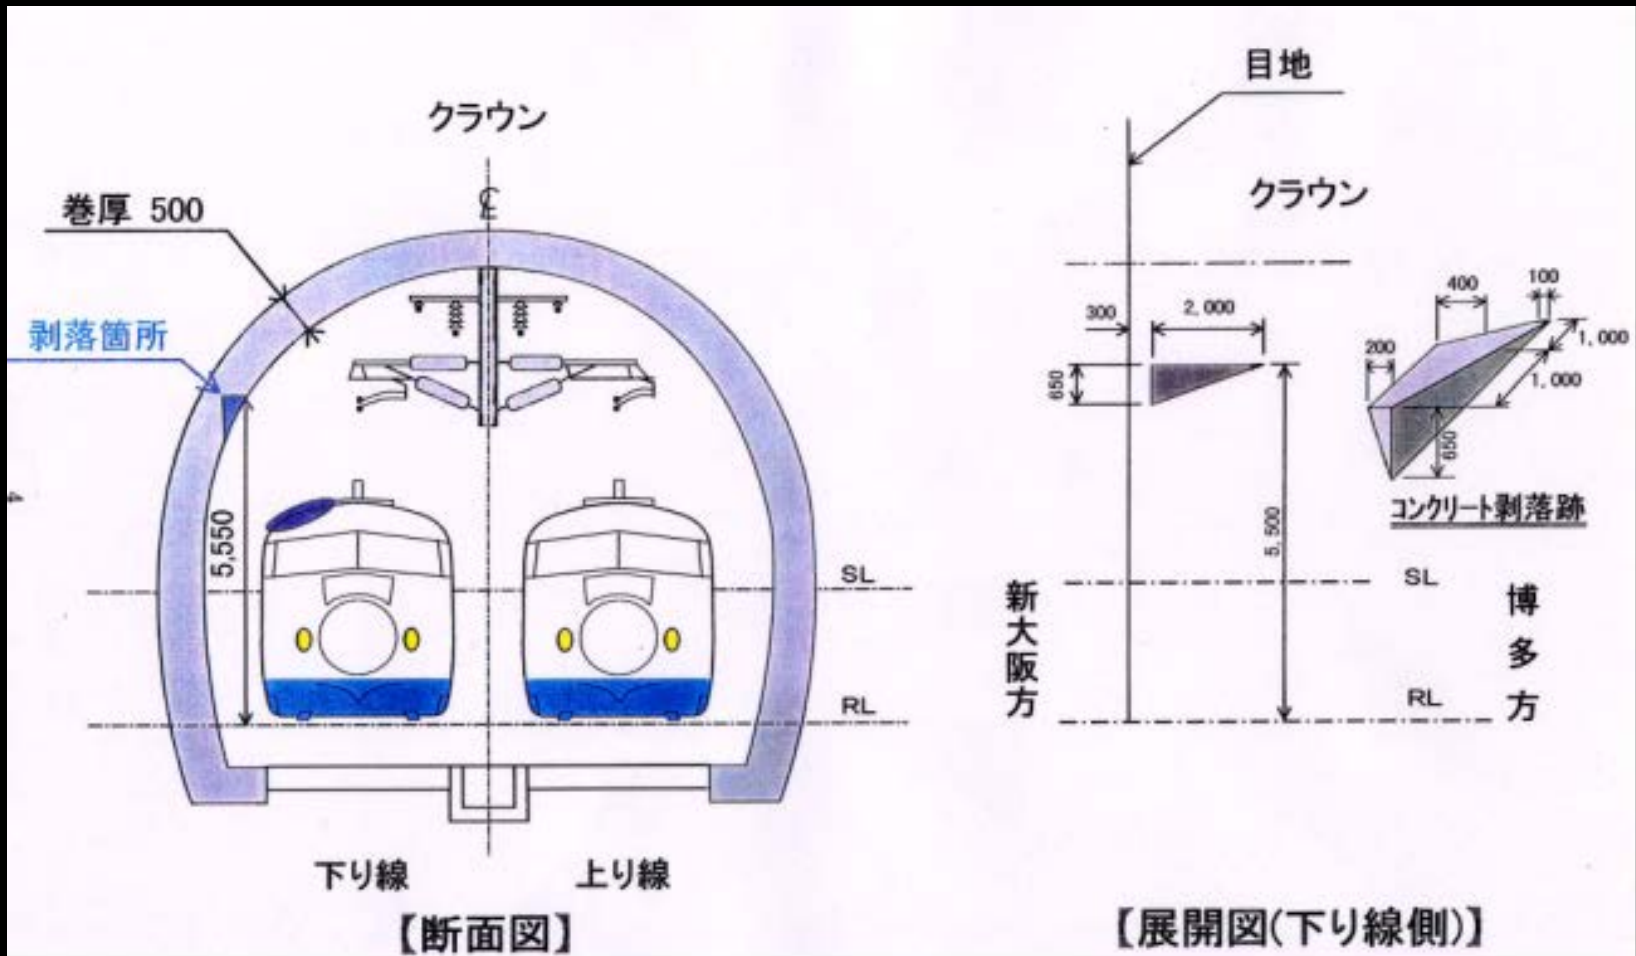 クラウン
℄
巻厚 500
剥落箇所
5,550
SL
RL
4
下り線
上り線
【断面図】
目地
クラウン
300
2,000
650
5,500
400
100
200
1,000
1,000
650
コンクリート剥落跡
SL
RL
新大阪方
博多方
【展開図(下り線側)】